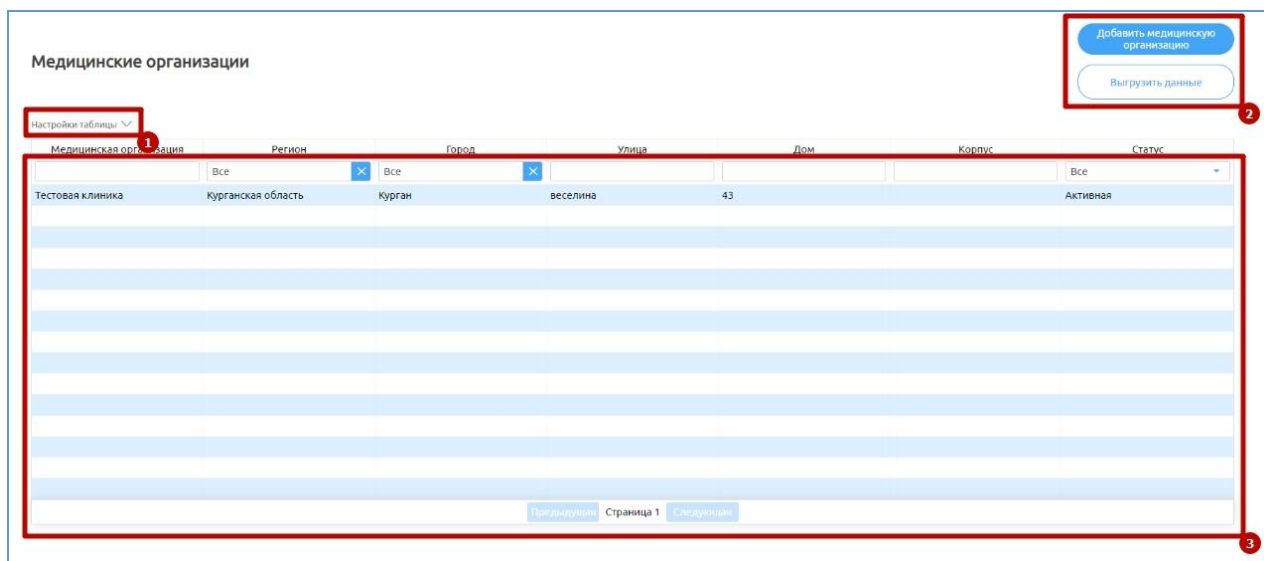 Добавить медицинскую
организацию
Медицинские организации
Выгрузить данные
2
Настройки таблицы
1
Медицинская организация Регион Город Улица Дом Корпус Статус
Все Все Все
Тестовая клиника Курганская область Курган веселина 43 Активная
Предыдущая Страница 1 Следующая
3